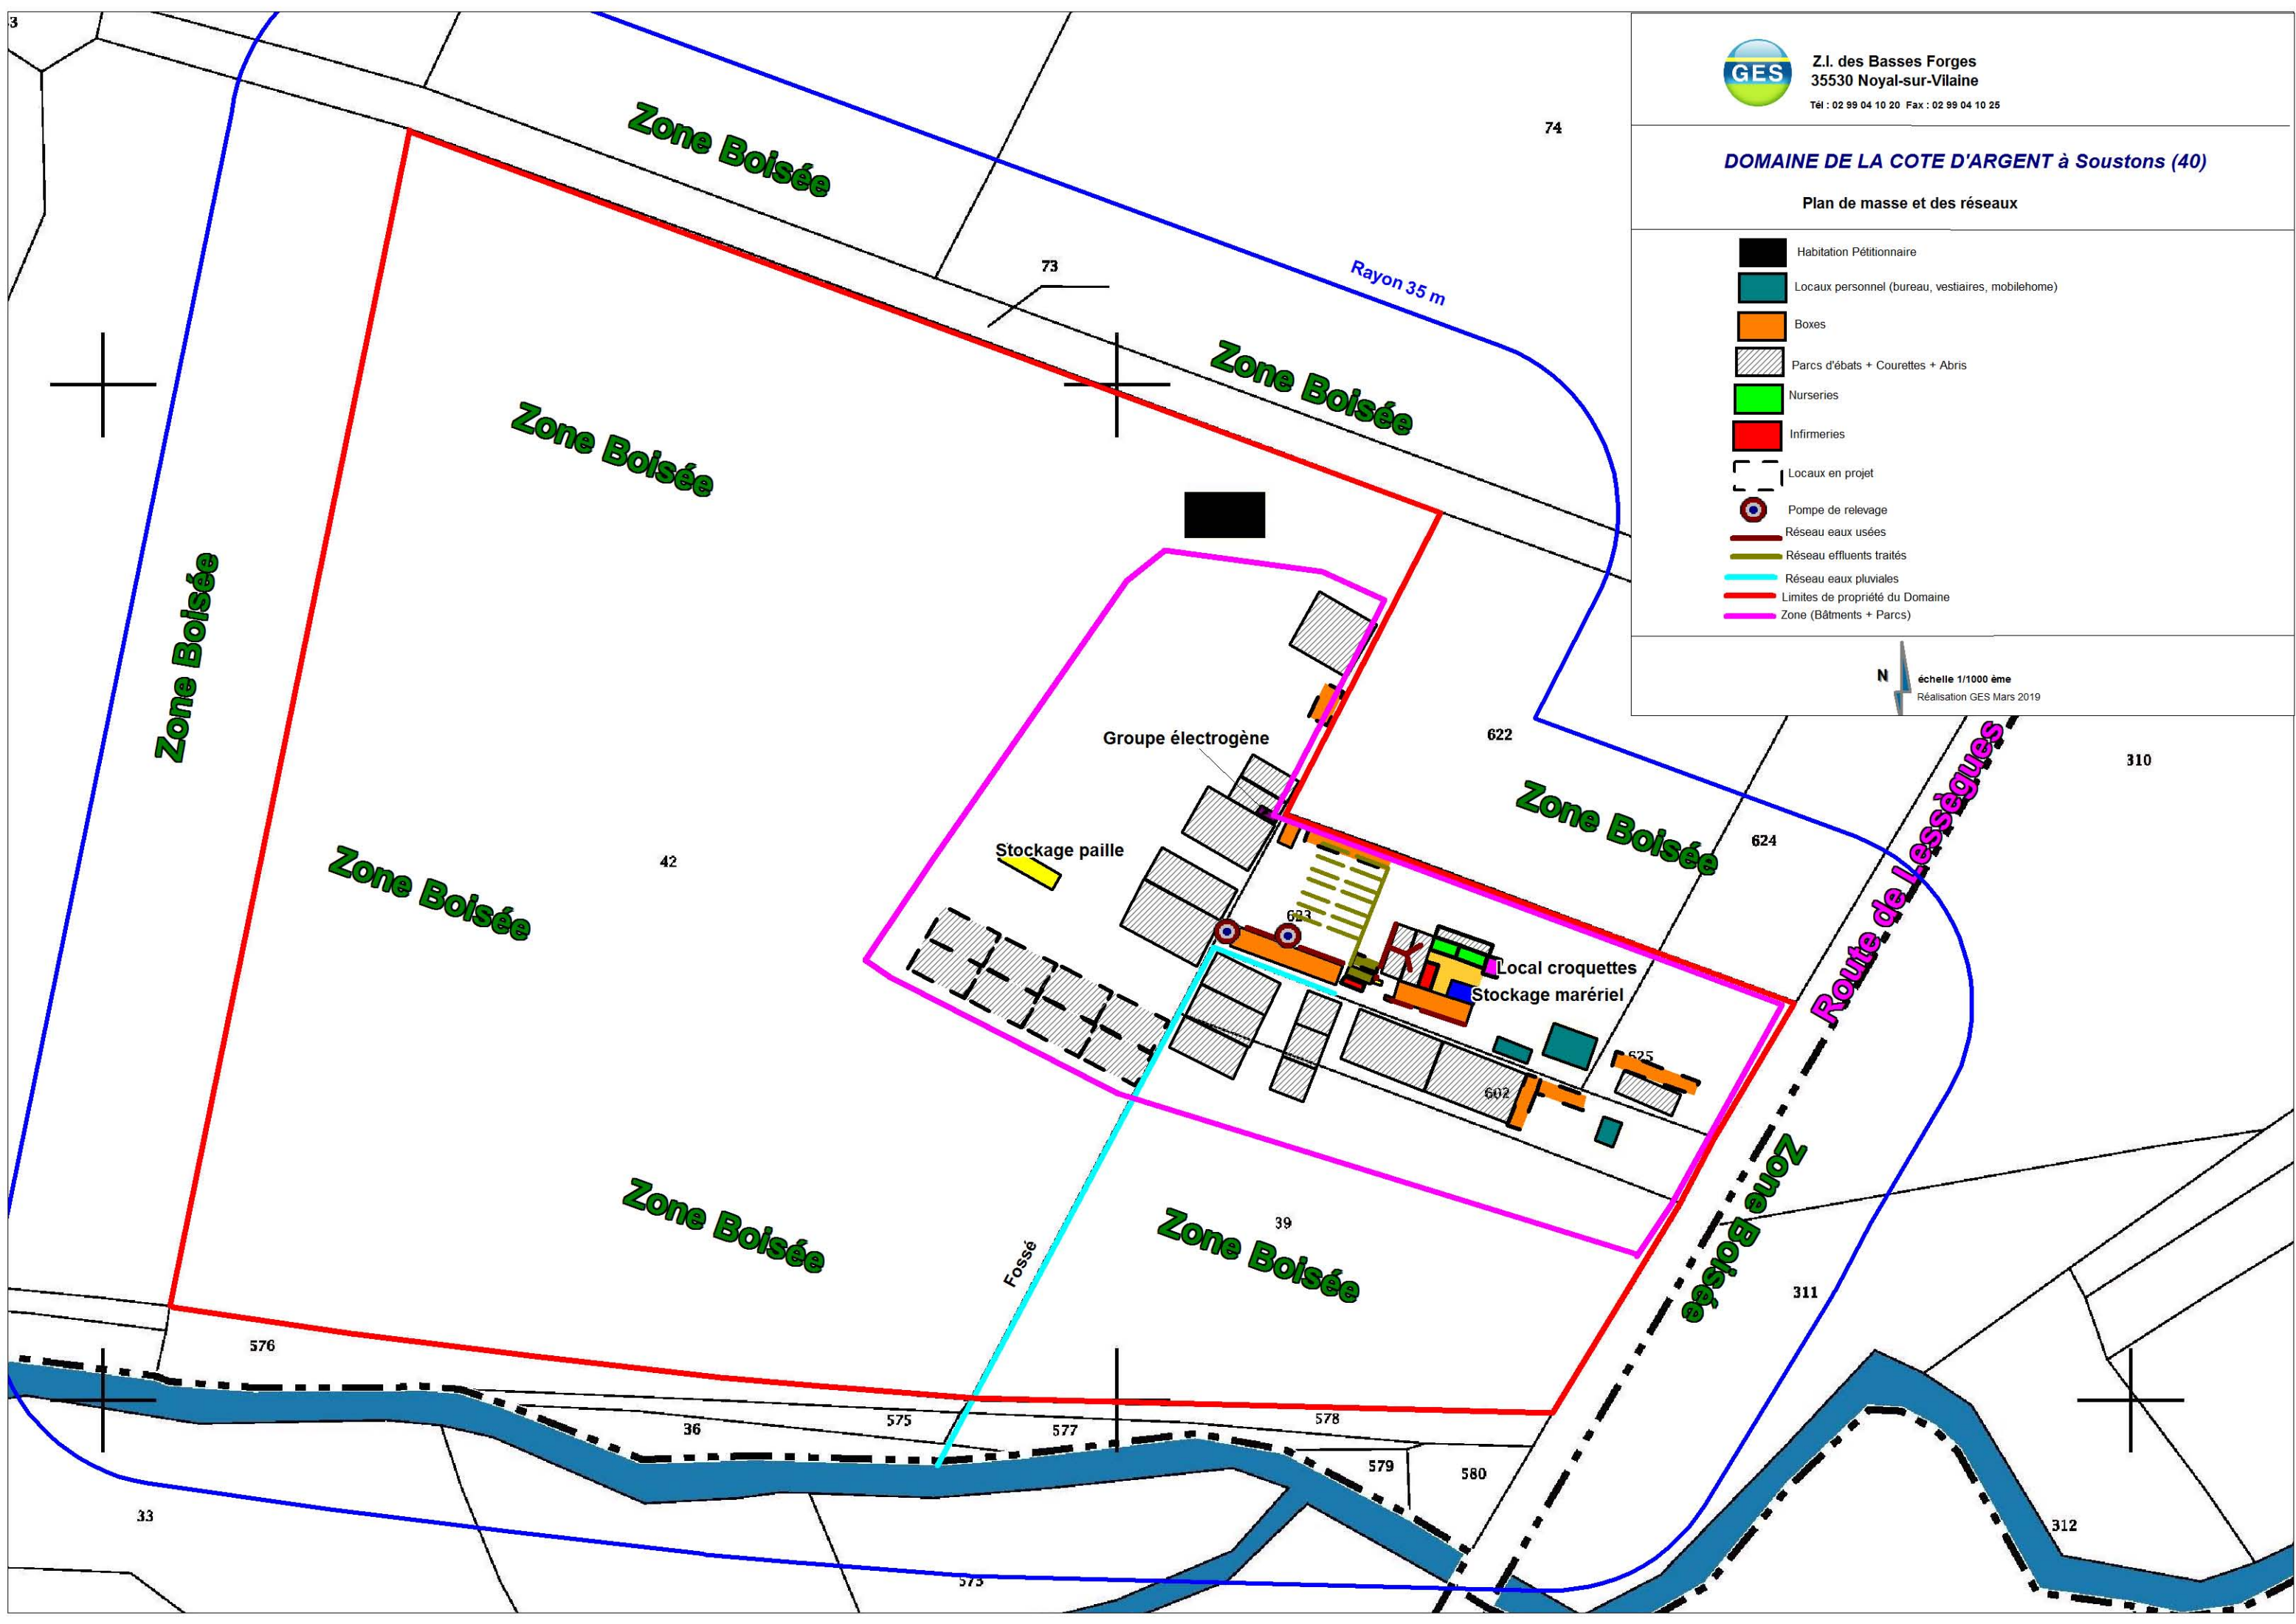 3
GES
Z.I. des Basses Forges
35530 Noyal-sur-Vilaine
Tél : 02 99 04 10 20 Fax : 02 99 04 10 25
DOMAINE DE LA COTE D'ARGENT à Soustons (40)
Plan de masse et des réseaux
Habitation Pétitionnaire
Locaux personnel (bureau, vestiaires, mobilehome)
Boxes
Parcs d'ébats + Courettes + Abris
Nurseries
Infirmeries
Locaux en projet
Pompe de relevage
Réseau eaux usées
Réseau effluents traités
Réseau eaux pluviales
Limites de propriété du Domaine
Zone (Bâtments + Parcs)
N
échelle 1/1000 ème
Réalisation GES Mars 2019
Zone Boisée
74
73
Rayon 35 m
Zone Boisée
Zone Boisée
Zone Boisée
622
Groupe électrogène
310
Zone Boisée
624
Route de Lessègues
Stockage paille
42
Zone Boisée
623
Local croquettes
Stockage marériel
625
602
Zone Boisée
Zone Boisée
39
Zone Boisée
Fossé
311
576
575
36
577
578
579
580
33
312
573